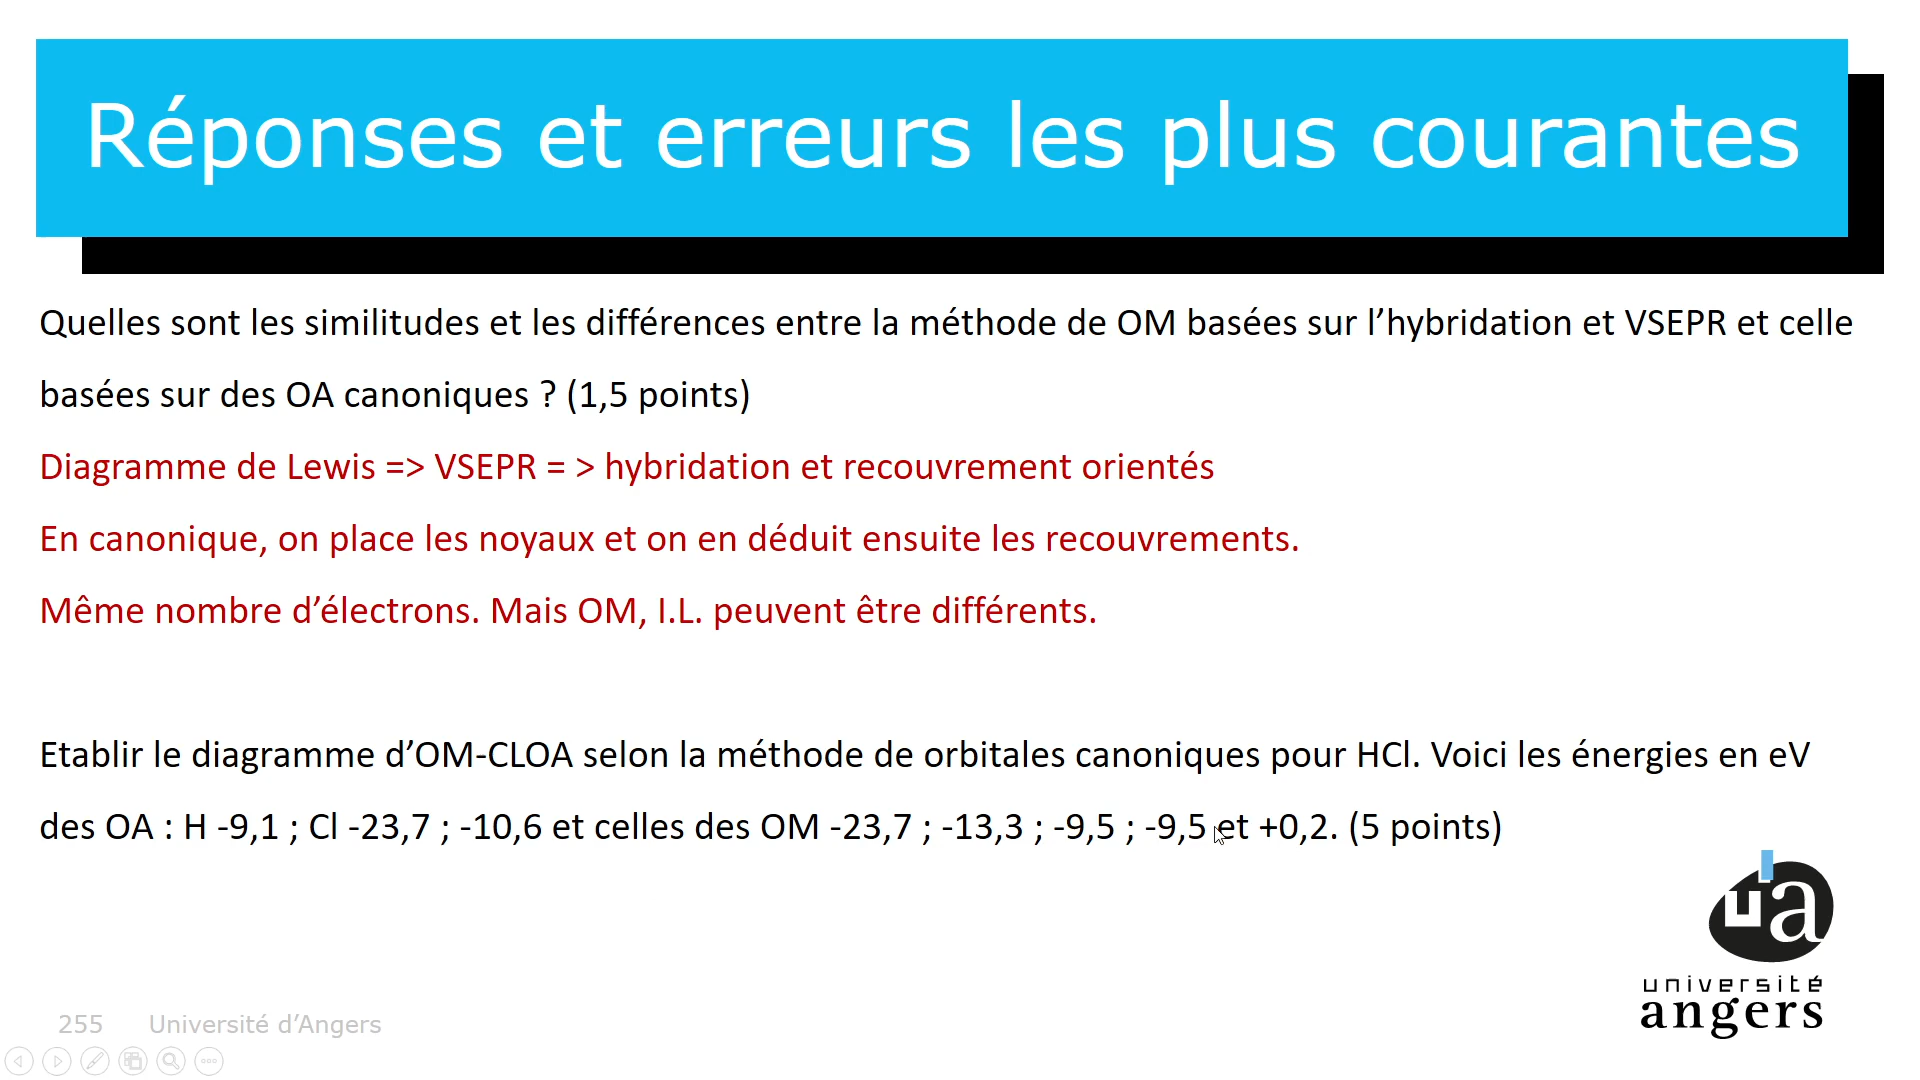 Réponses et erreurs les plus courantes
Quelles sont les similitudes et les différences entre la méthode de OM basées sur l’hybridation et VSEPR et celle
basées sur des OA canoniques ? (1,5 points)
Diagramme de Lewis => VSEPR = > hybridation et recouvrement orientés
En canonique, on place les noyaux et on en déduit ensuite les recouvrements.
Même nombre d’électrons. Mais OM, I.L. peuvent être différents.
Etablir le diagramme d’OM-CLOA selon la méthode de orbitales canoniques pour HCl. Voici les énergies en eV
des OA : H -9,1 ; Cl -23,7 ; -10,6 et celles des OM -23,7 ; -13,3 ; -9,5 ; -9,5 et +0,2. (5 points)
ua
université
angers
255 Université d’Angers